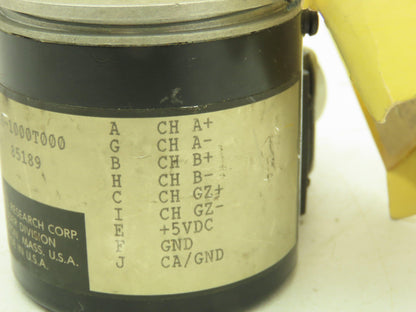 1000T000
85189
A CH A+
G CH A-
B CH B+
H CH B-
C CH GZ+
I CH GZ-
E +5VDC
F GND
J CA/GND
RESEARCH CORP.
DIVISION
MASS. U.S.A.
IN U.S.A.